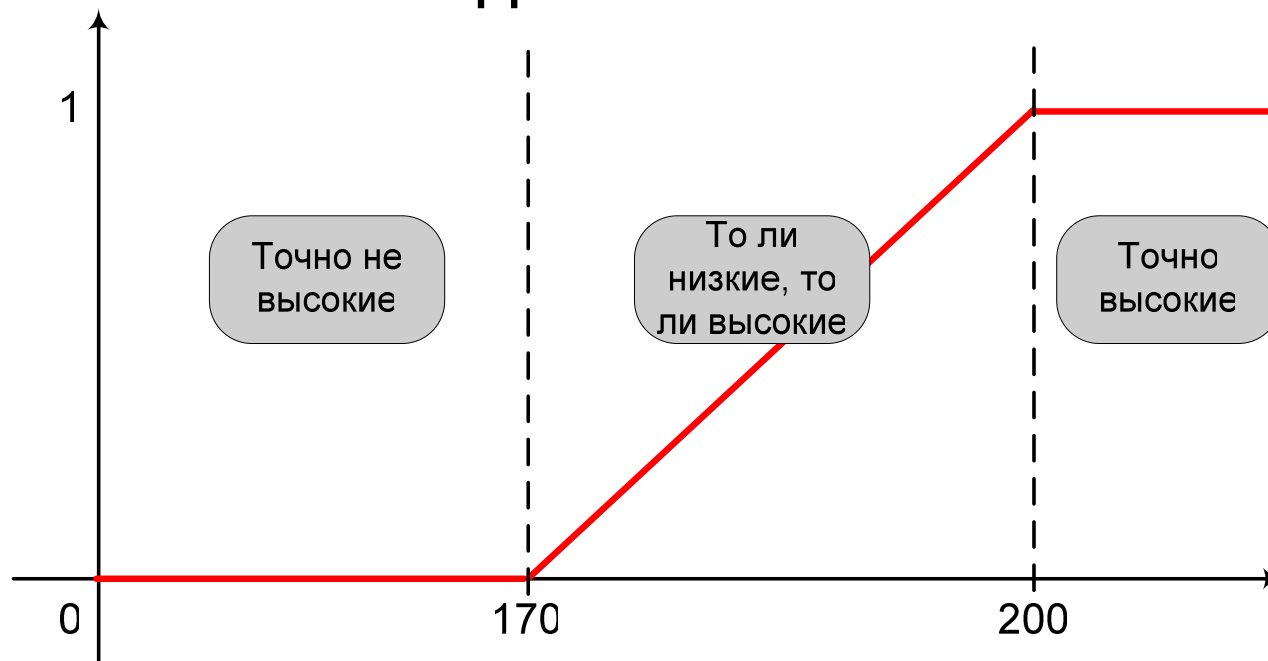 1
Точно не
высокие
То ли
низкие, то
ли высокие
Точно
высокие
0
170
200